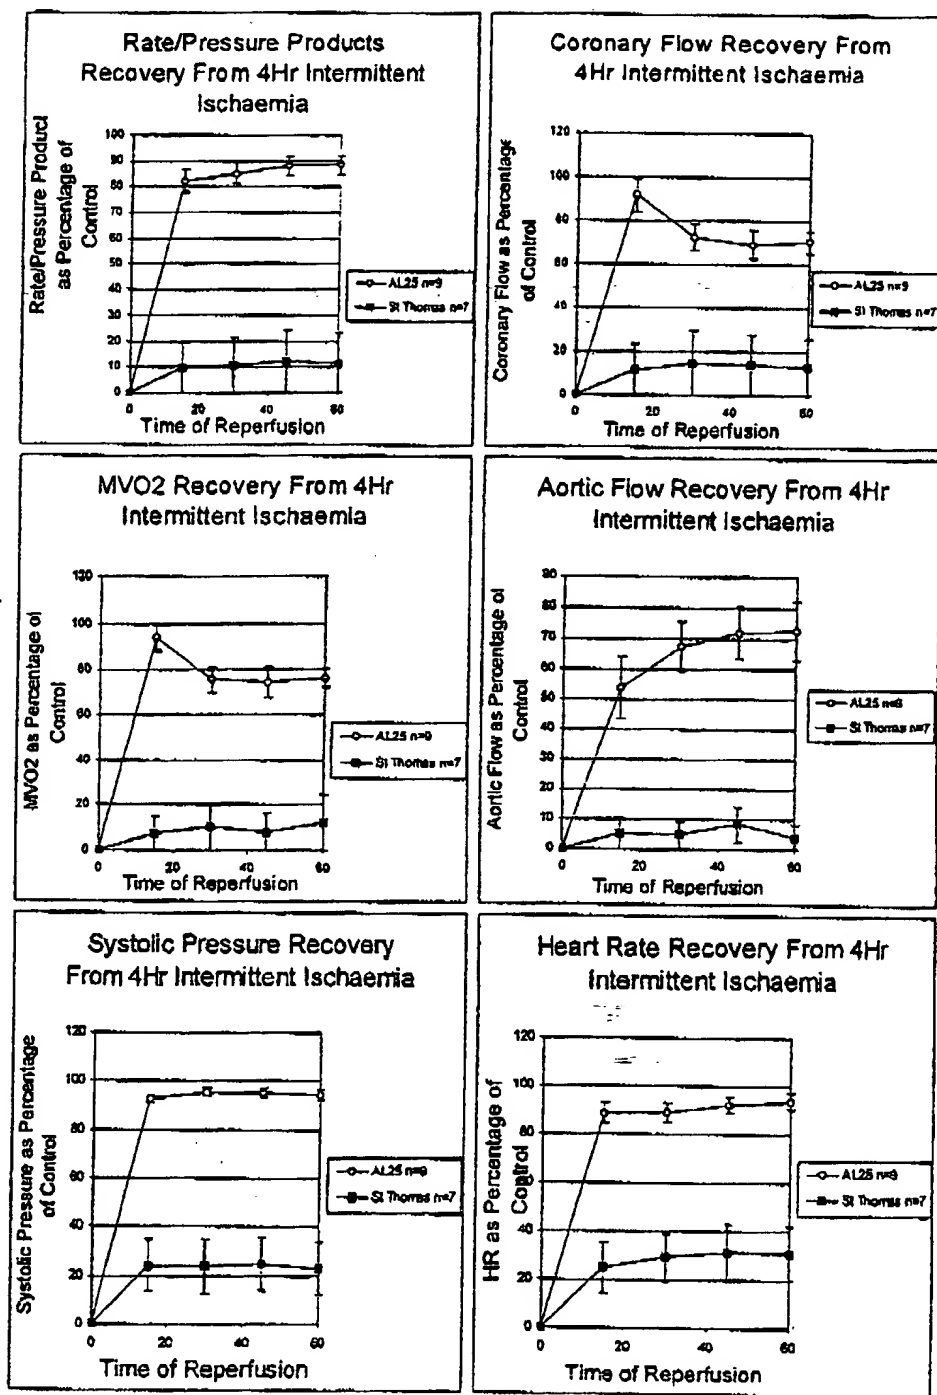 Rate/Pressure Products
Recovery From 4Hr Intermittent
Ischaemia
Rate/Pressure Product
as Percentage of
Control
100
90
80
70
60
50
40
30
20
10
0
0
20
40
60
Time of Reperfusion
AL25 n=9
St Thomas n=7
Coronary Flow Recovery From
4Hr Intermittent Ischaemia
Coronary Flow as Percentage
of Control
120
100
80
60
40
20
0
0
20
40
60
Time of Reperfusion
AL25 n=9
St Thomas n=7
MVO2 Recovery From 4Hr
Intermittent Ischaemia
MVO2 as Percentage of
Control
120
100
80
60
40
20
0
0
20
40
60
Time of Reperfusion
AL25 n=9
St Thomas n=7
Aortic Flow Recovery From 4Hr
Intermittent Ischaemia
Aortic Flow as Percentage of
Control
90
80
70
60
50
40
30
20
10
0
0
20
40
60
Time of Reperfusion
AL25
St Thomas n=7
Systolic Pressure Recovery
From 4Hr Intermittent Ischaemia
Systolic Pressure as Percentage
of Control
120
100
80
60
40
20
0
0
20
40
60
Time of Reperfusion
AL25 n=9
St Thomas n=7
Heart Rate Recovery From 4Hr
Intermittent Ischaemia
HR as Percentage of
Control
120
100
80
60
40
20
0
0
20
40
60
Time of Reperfusion
AL25 n=9
St Thomas n=7